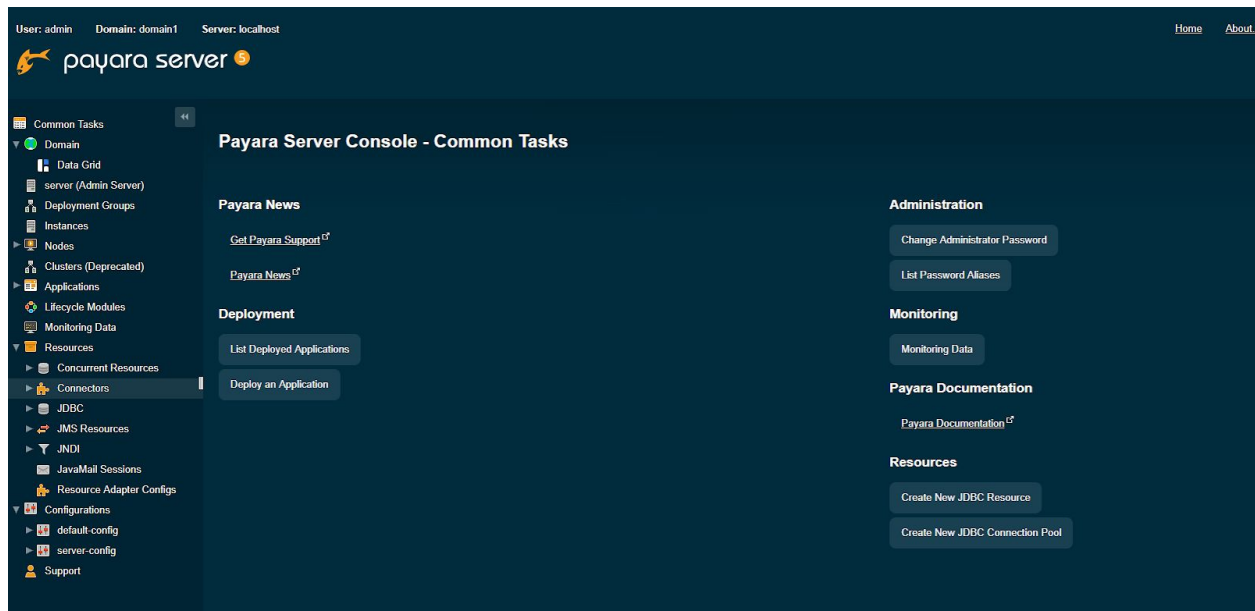 User: admin Domain: domain1 Server: localhost
Home About.
payara server 5
Common Tasks
Domain
Data Grid
server (Admin Server)
Deployment Groups
Instances
Nodes
Clusters (Deprecated)
Applications
Lifecycle Modules
Monitoring Data
Resources
Concurrent Resources
Connectors
JDBC
JMS Resources
JNDI
JavaMail Sessions
Resource Adapter Configs
Configurations
default-config
server-config
Support
Payara Server Console - Common Tasks
Payara News
Get Payara Support
Payara News
Deployment
List Deployed Applications
Deploy an Application
Administration
Change Administrator Password
List Password Aliases
Monitoring
Monitoring Data
Payara Documentation
Payara Documentation
Resources
Create New JDBC Resource
Create New JDBC Connection Pool